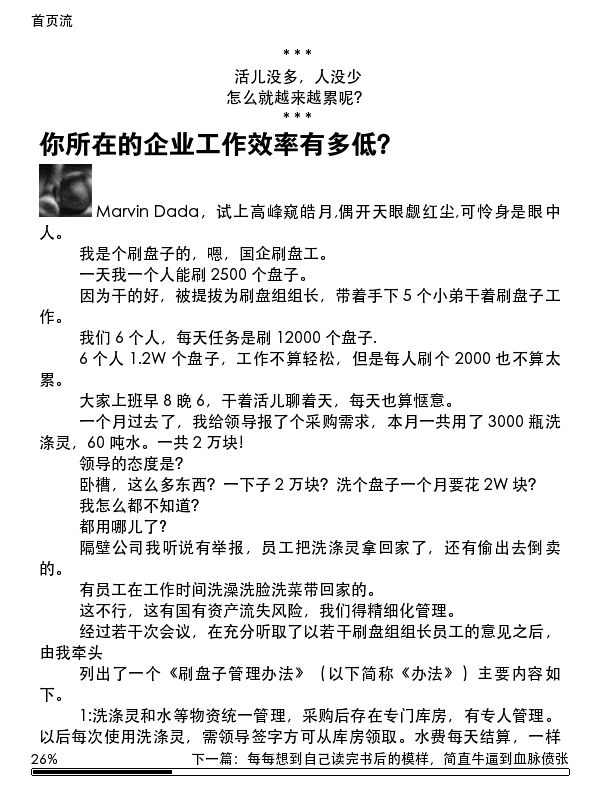 首页流
***
活儿没多，人没少
怎么就越来越累呢？
***
你所在的企业工作效率有多低？
Marvin Dada，试上高峰窥皓月,偶开天眼觑红尘,可怜身是眼中
人。
我是个刷盘子的，嗯，国企刷盘工。
一天我一个人能刷 2500 个盘子。
因为干的好，被提拔为刷盘组组长，带着手下 5 个小弟干着刷盘子工
作。
我们 6 个人，每天任务是刷 12000 个盘子.
6 个人 1.2W 个盘子，工作不算轻松，但是每人刷个 2000 也不算太
累。
大家上班早 8 晚 6，干着活儿聊着天，每天也算惬意。
一个月过去了，我给领导报了个采购需求，本月一共用了 3000 瓶洗
涤灵，60 吨水。一共 2 万块！
领导的态度是？
卧槽，这么多东西？一下子 2 万块？洗个盘子一个月要花 2W 块？
我怎么都不知道？
都用哪儿了？
隔壁公司我听说有举报，员工把洗涤灵拿回家了，还有偷出去倒卖
的。
有员工在工作时间洗澡洗脸洗菜带回家的。
这不行，这有国有资产流失风险，我们得精细化管理。
经过若干次会议，在充分听取了以若干刷盘组组长员工的意见之后，
由我牵头
列出了一个《刷盘子管理办法》（以下简称《办法》）主要内容如
下。
1:洗涤灵和水等物资统一管理，采购后存在专门库房，有专人管理。
以后每次使用洗涤灵，需领导签字方可从库房领取。水费每天结算，一样
26%
下一篇：每每想到自己读完书后的模样，简直牛逼到血脉偾张